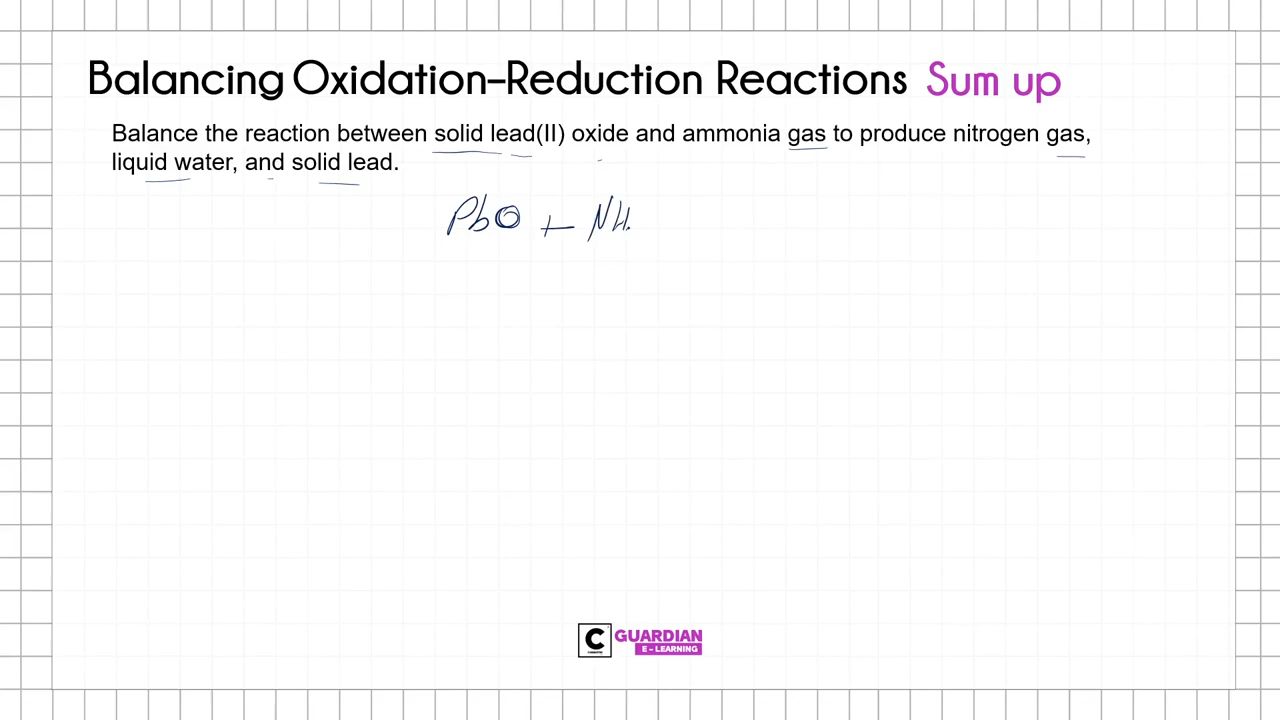 Balancing Oxidation–Reduction Reactions Sum up
Balance the reaction between solid lead(II) oxide and ammonia gas to produce nitrogen gas,
liquid water, and solid lead.
PbO + NH
C GUARDIAN
E - LEARNING